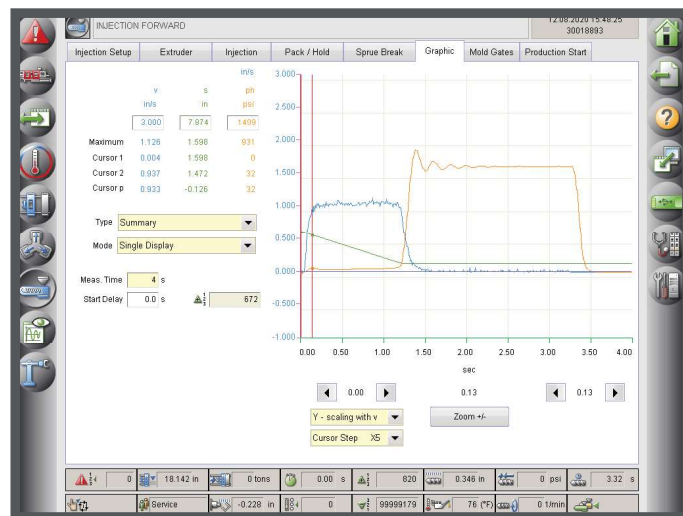 INJECTION FORWARD
12.08.2020 15:48:25
30018893
Injection Setup Extruder Injection Pack / Hold Sprue Break Graphic Mold Gates Production Start
in/s
v s ph
in/s in psi
3.000 7.874 1499
Maximum 1.126 1.598 931
Cursor 1 0.004 1.598 0
Cursor 2 0.937 1.472 32
Cursor p 0.933 -0.126 32
Type Summary
Mode Single Display
Meas. Time 4 s
Start Delay 0.0 s 672
3.000
2.500
2.000
1.500
1.000
0.500
0.000
-0.500
-1.000
0.00 0.50 1.00 1.50 2.00 2.50 3.00 3.50 4.00
sec
0.00 0.13 0.13
Y - scaling with v Zoom +/-
Cursor Step X5
0 18.142 in 0 tons 0.00 s 820 0.346 in 0 psi 3.32 s
Service -0.228 in 0 99999179 76 (°F) 0 1/min